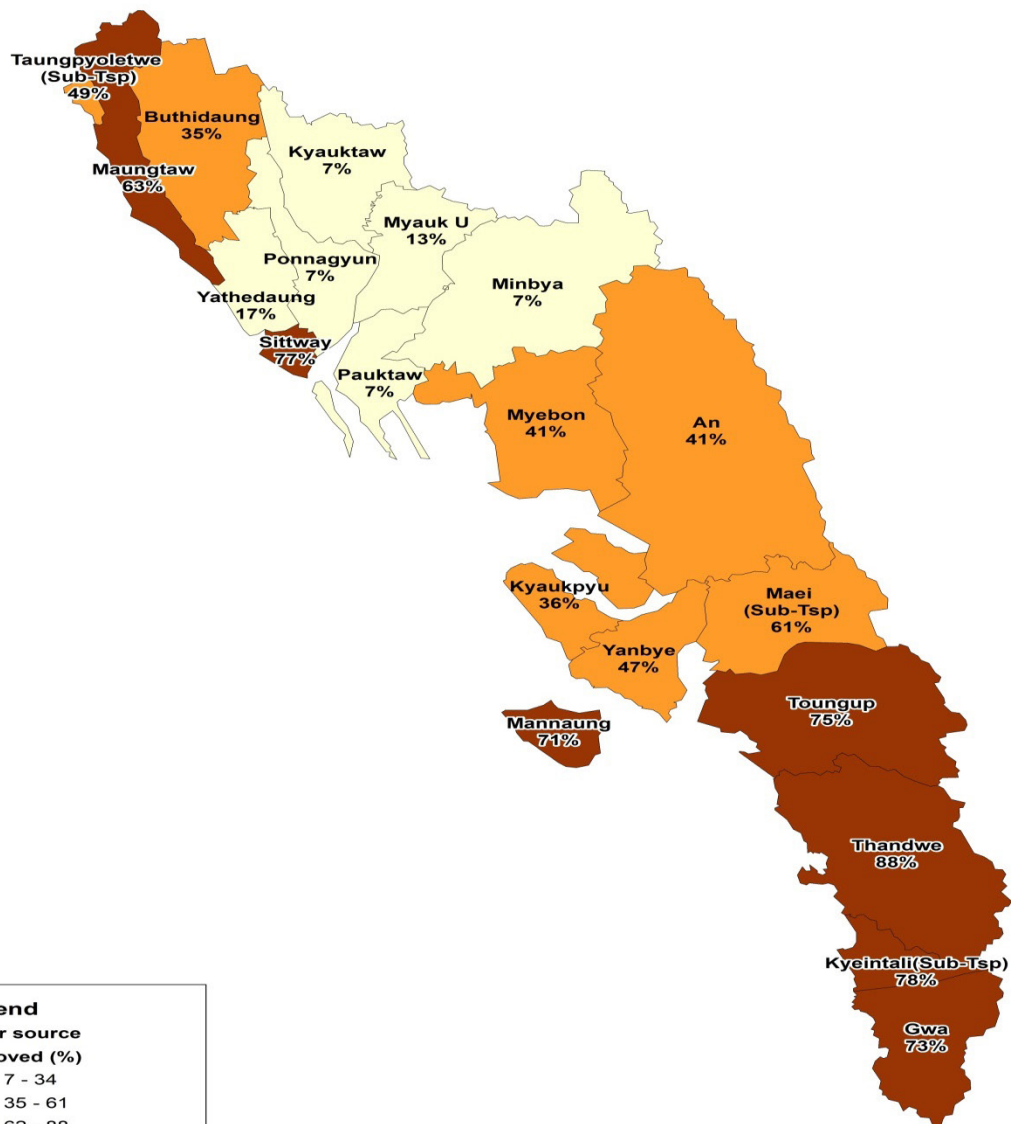 Taungpyoletwe
(Sub-Tsp)
49%
Buthidaung
35%
Kyauktaw
7%
Maungtaw
63%
Myauk U
13%
Ponnagyun
7%
Minbya
7%
Yathedaung
17%
Sittway
77%
Pauktaw
7%
Myebon
41%
An
41%
Kyaukpyu
36%
Maei
(Sub-Tsp)
61%
Yanbye
47%
Mannaung
71%
Toungup
75%
Thandwe
88%
Kyeintali(Sub-Tsp)
78%
Gwa
73%
end
r source
oved (%)
7 - 34
35 - 61